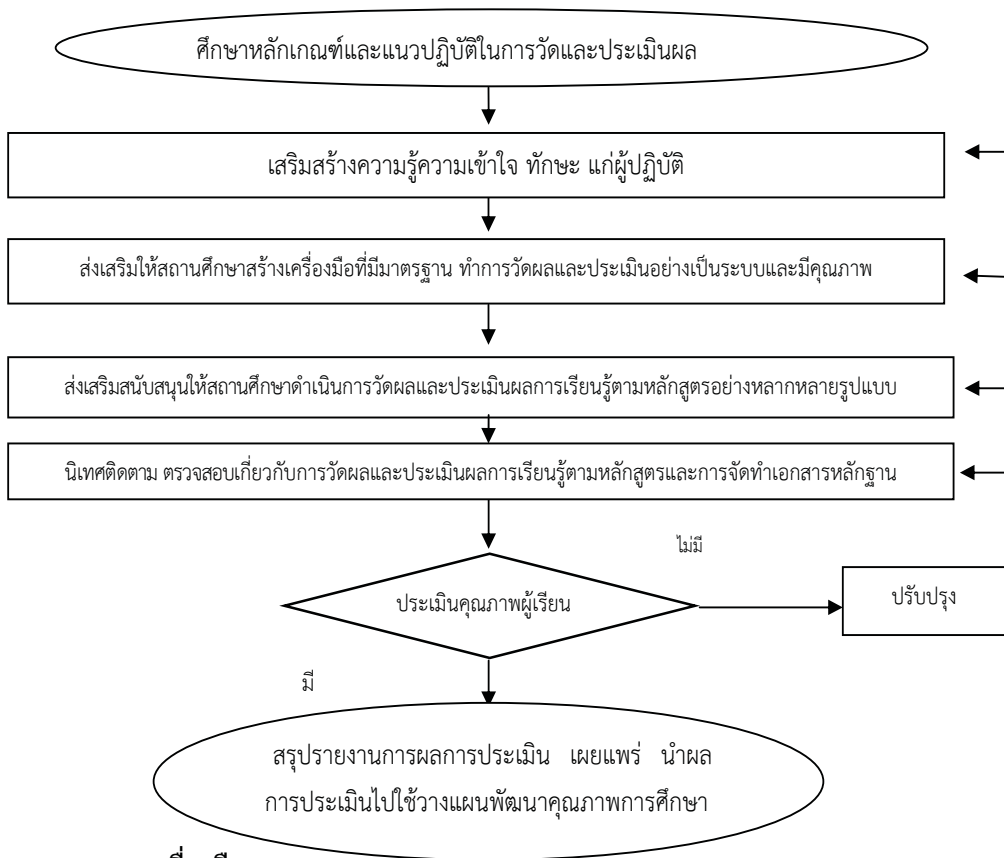 ศึกษาหลักเกณฑ์และแนวปฏิบัติในการวัดและประเมินผล
เสริมสร้างความรู้ความเข้าใจ ทักษะ แก่ผู้ปฏิบัติ
ส่งเสริมให้สถานศึกษาสร้างเครื่องมือที่มีมาตรฐาน ทำการวัดผลและประเมินอย่างเป็นระบบและมีคุณภาพ
ส่งเสริมสนับสนุนให้สถานศึกษาดำเนินการวัดผลและประเมินผลการเรียนรู้ตามหลักสูตรอย่างหลากหลายรูปแบบ
นิเทศติดตาม ตรวจสอบเกี่ยวกับการวัดผลและประเมินผลการเรียนรู้ตามหลักสูตรและการจัดทำเอกสารหลักฐาน
ไม่มี
ประเมินคุณภาพผู้เรียน
ปรับปรุง
มี
สรุปรายงานการผลการประเมิน เผยแพร่ นำผล
การประเมินไปใช้วางแผนพัฒนาคุณภาพการศึกษา